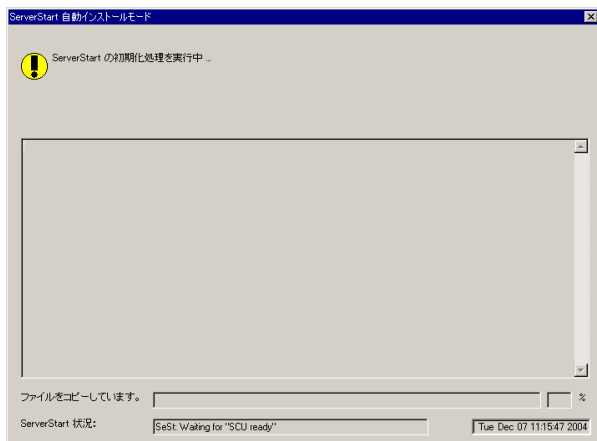 ServerStart 自動インストールモード
ServerStart の初期化処理を実行中 ...
ファイルをコピーしています。 %
ServerStart 状況: SeSt: Waiting for "SCU ready" Tue Dec 07 11:15:47 2004